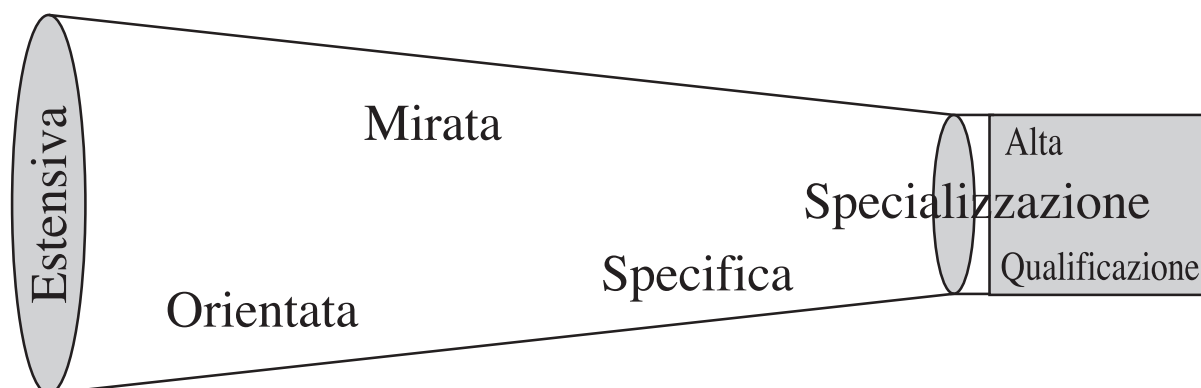 Estensiva
Orientata
Mirata
Specifica
Specializzazione
Alta
Qualificazione